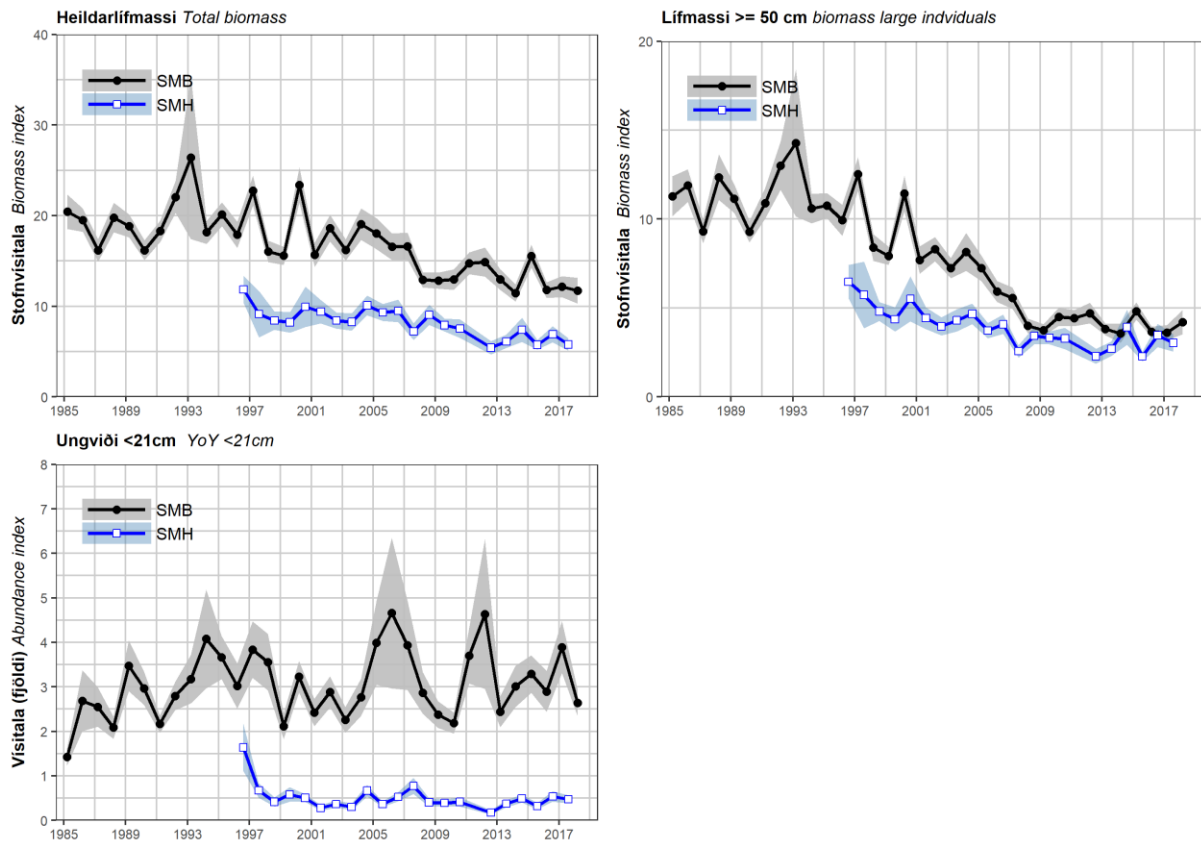 Heildarlífmassi Total biomass
Stofnvisitala Biomass index
40
30
20
10
0
SMB
SMH
1985 1989 1993 1997 2001 2005 2009 2013 2017
Lífmassi >= 50 cm biomass large indviduals
Stofnvisitala Biomass index
20
10
0
SMB
SMH
1985 1989 1993 1997 2001 2005 2009 2013 2017
Ungviði <21cm YoY <21cm
Visitala (fjöldi) Abundance index
8
7
6
5
4
3
2
1
0
SMB
SMH
1985 1989 1993 1997 2001 2005 2009 2013 2017